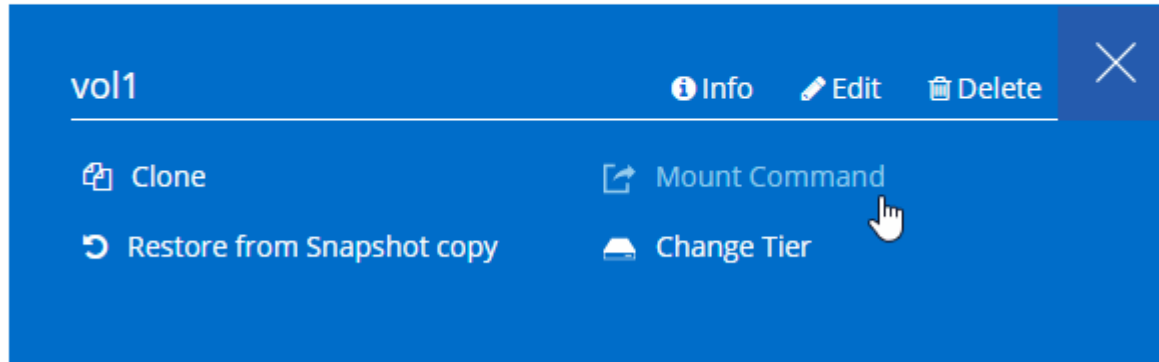 vol1 Info Edit Delete
Clone Mount Command
Restore from Snapshot copy Change Tier